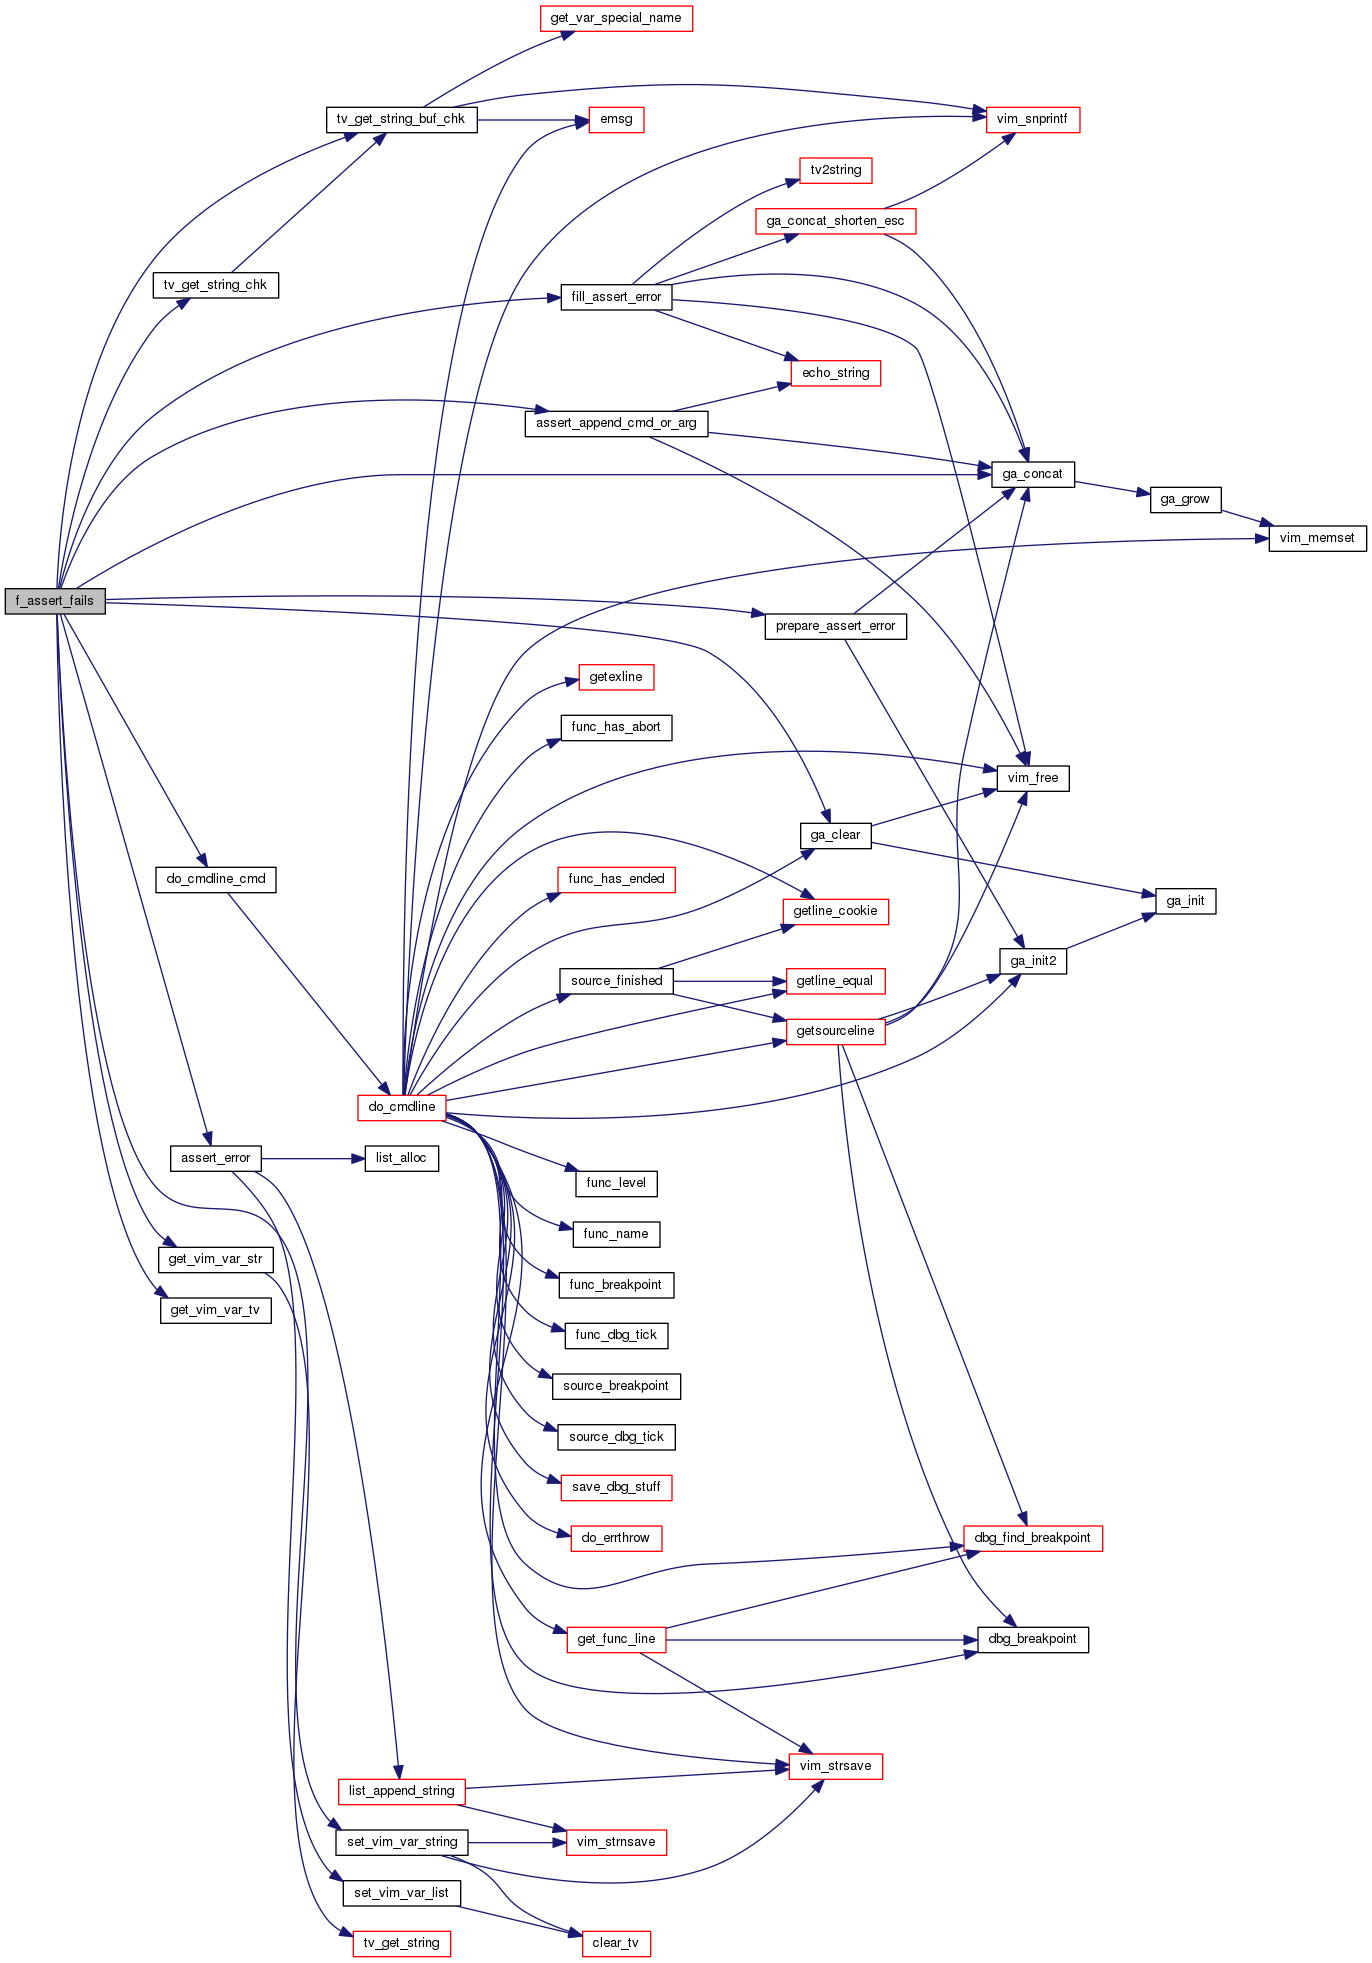 get_var_special_name
tv_get_string_buf_chk
emsg
vim_snprintf
tv2string
ga_concat_shorten_esc
tv_get_string_chk
fill_assert_error
echo_string
assert_append_cmd_or_arg
ga_concat
ga_grow
vim_memset
f_assert_fails
prepare_assert_error
getexline
func_has_abort
vim_free
ga_clear
do_cmdline_cmd
func_has_ended
ga_init
getline_cookie
ga_init2
source_finished
getline_equal
getsourceline
do_cmdline
assert_error
list_alloc
func_level
func_name
get_vim_var_str
func_breakpoint
get_vim_var_tv
func_dbg_tick
source_breakpoint
source_dbg_tick
save_dbg_stuff
do_errthrow
dbg_find_breakpoint
get_func_line
dbg_breakpoint
vim_strsave
list_append_string
set_vim_var_string
vim_strnsave
set_vim_var_list
tv_get_string
clear_tv